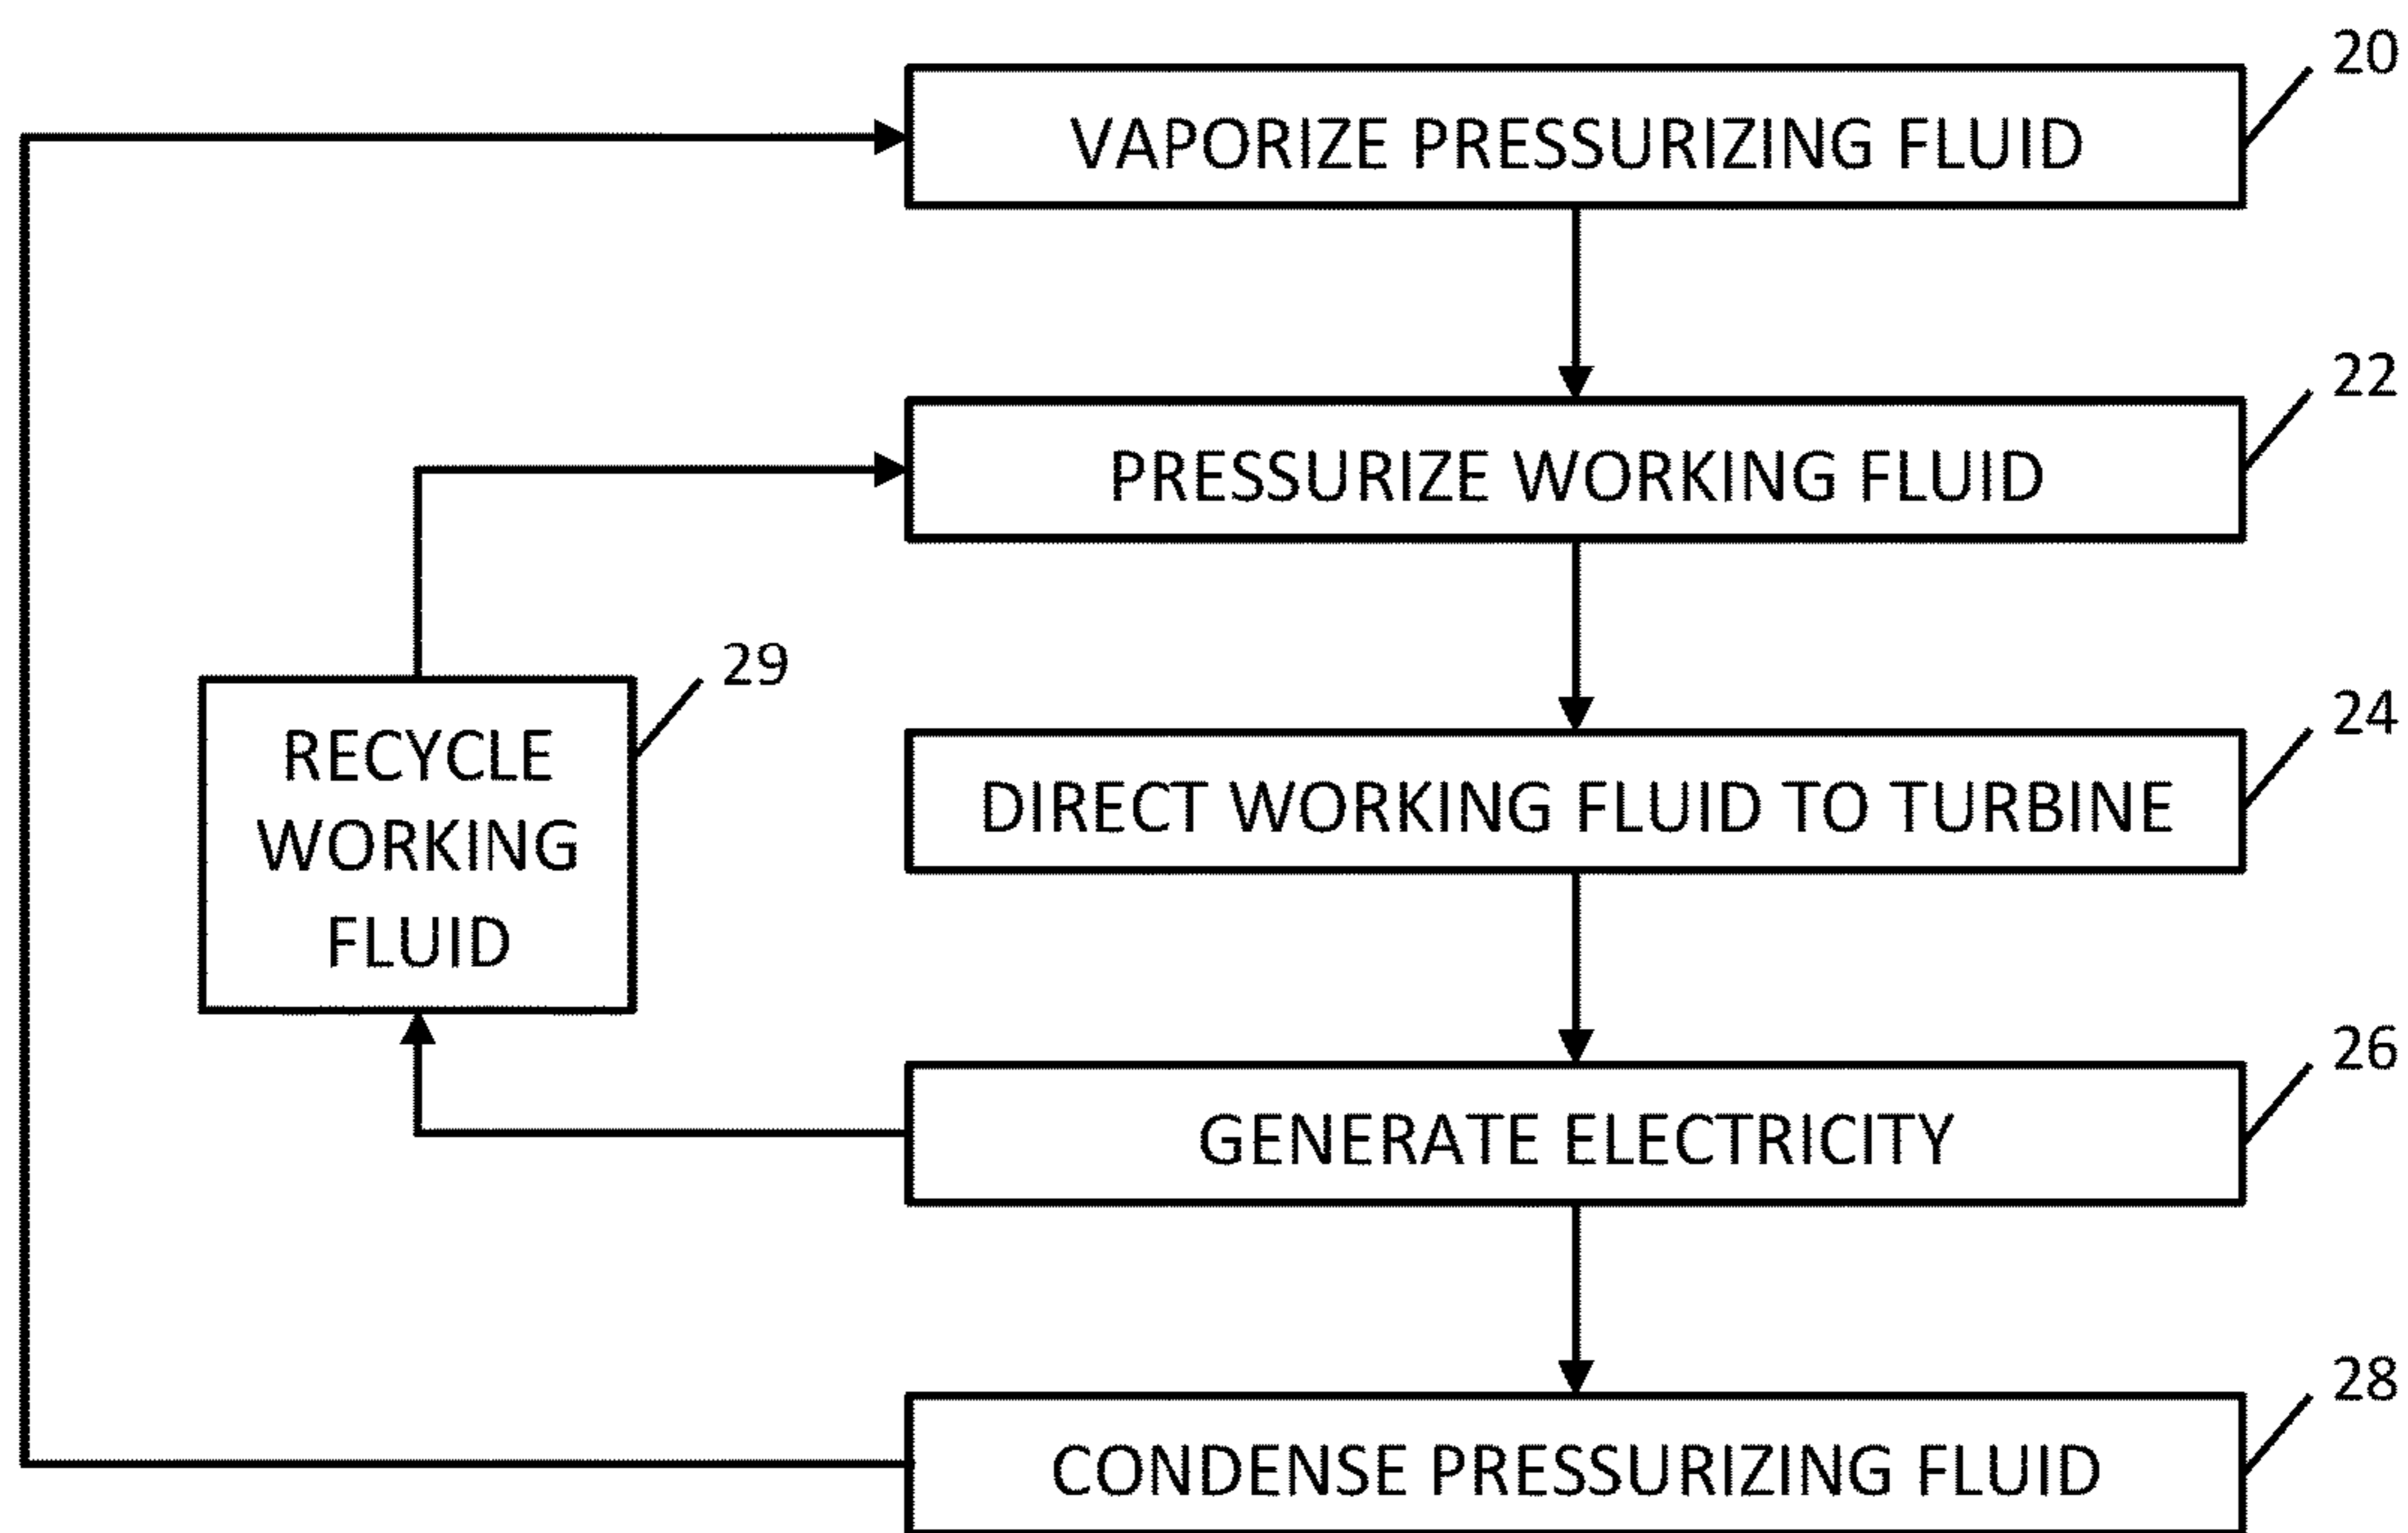 20
VAPORIZE PRESSURIZING FLUID
22
PRESSURIZE WORKING FLUID
29
RECYCLE
WORKING
FLUID
24
DIRECT WORKING FLUID TO TURBINE
26
GENERATE ELECTRICITY
28
CONDENSE PRESSURIZING FLUID